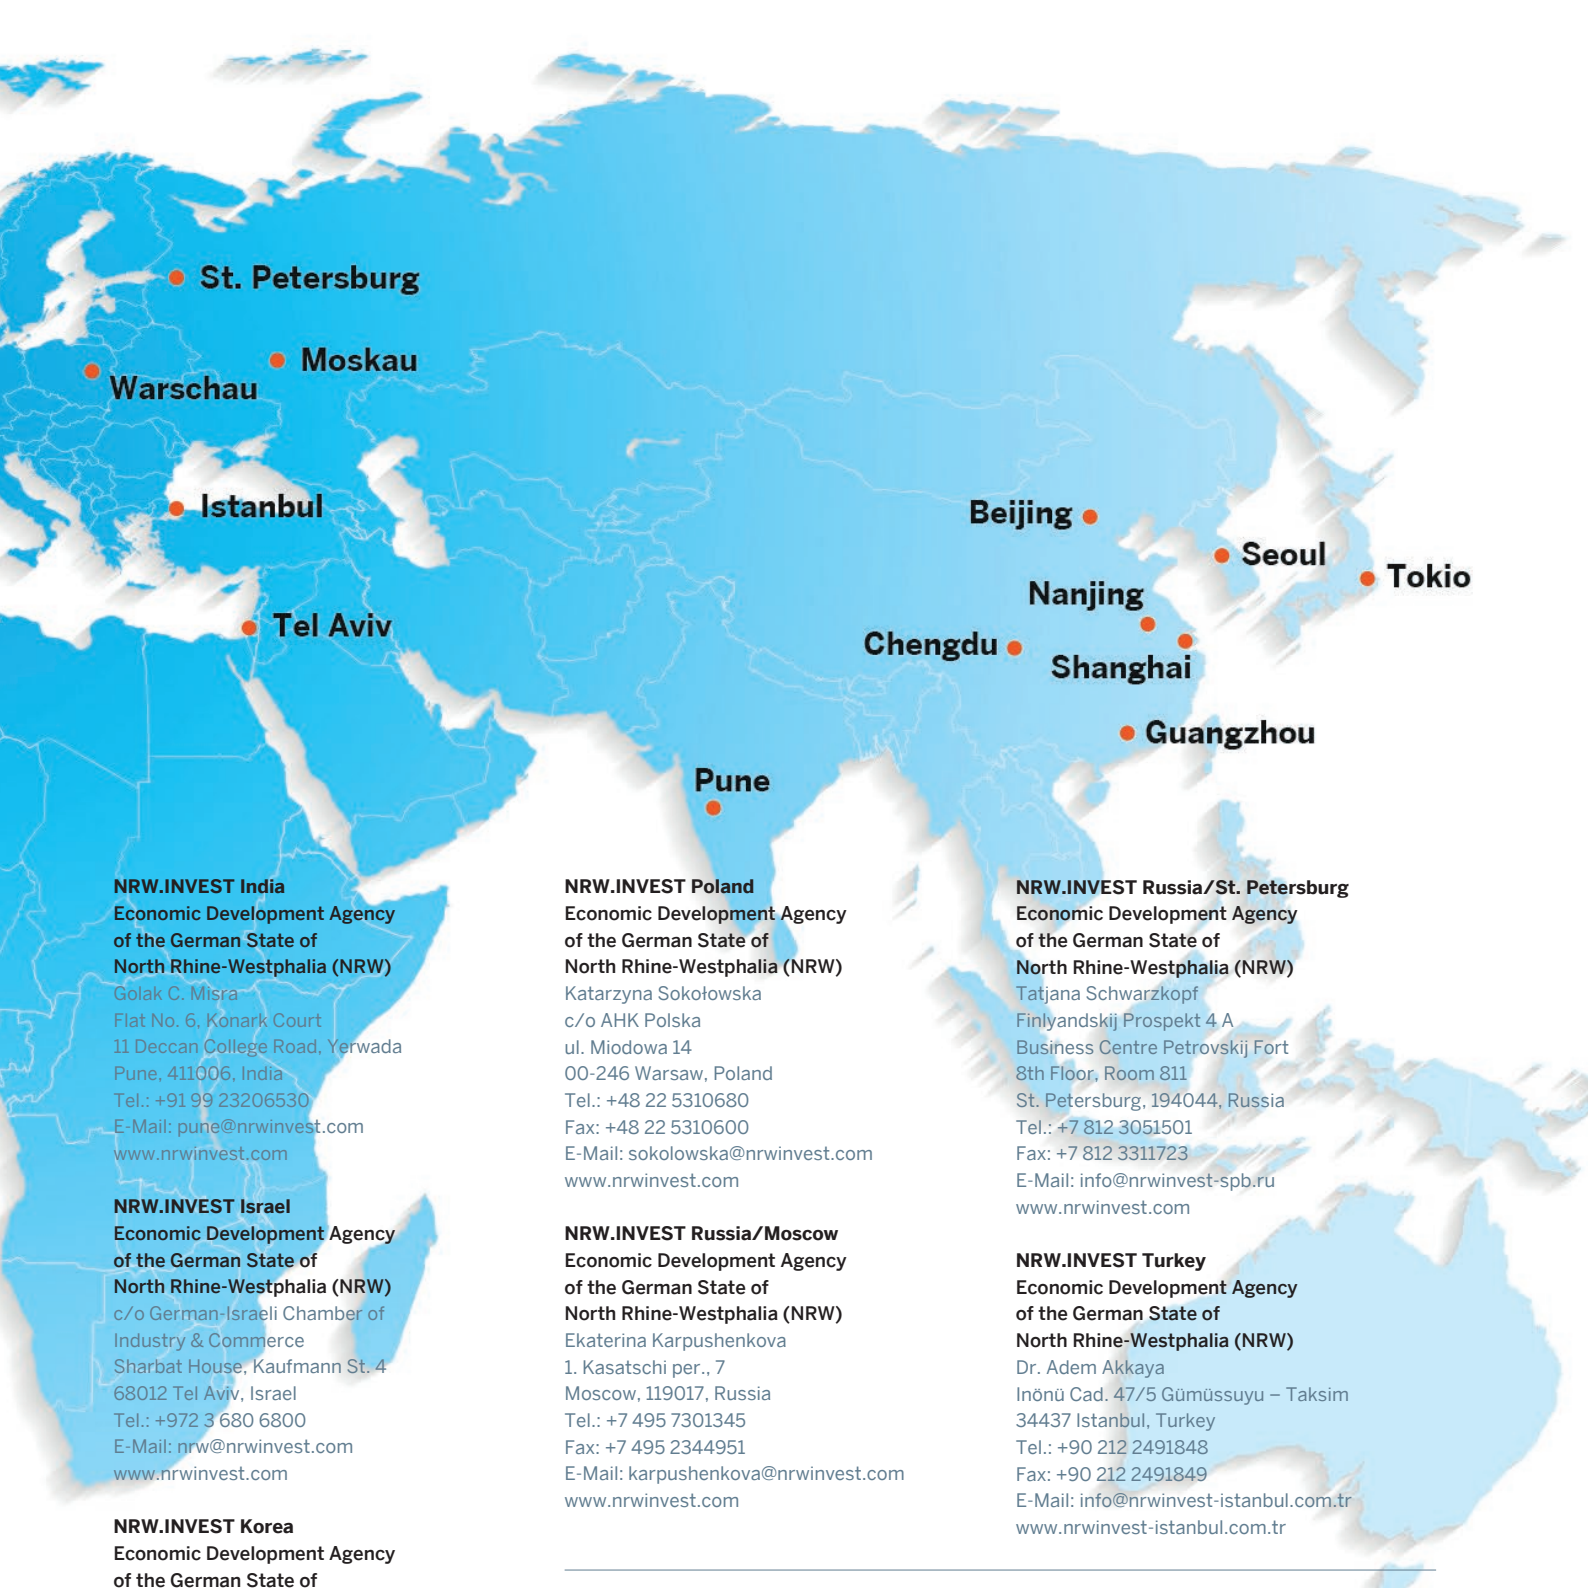 St. Petersburg
Moskau
Warschau
Istanbul
Beijing
Seoul
Tokio
Nanjing
Tel Aviv
Chengdu
Shanghai
Guangzhou
Pune
NRW.INVEST India
Economic Development Agency
of the German State of
North Rhine-Westphalia (NRW)
Golak C. Misra
Flat No. 6, Konark Court
11 Deccan College Road, Yerwada
Pune, 411006, India
Tel.: +91 99 23206530
E-Mail: pune@nrwinvest.com
www.nrwinvest.com
NRW.INVEST Israel
Economic Development Agency
of the German State of
North Rhine-Westphalia (NRW)
c/o German-Israeli Chamber of
Industry & Commerce
Sharbat House, Kaufmann St. 4
68012 Tel Aviv, Israel
Tel.: +972 3 680 6800
E-Mail: nrw@nrwinvest.com
www.nrwinvest.com
NRW.INVEST Korea
Economic Development Agency
of the German State of
NRW.INVEST Poland
Economic Development Agency
of the German State of
North Rhine-Westphalia (NRW)
Katarzyna Sokołowska
c/o AHK Polska
ul. Miodowa 14
00-246 Warsaw, Poland
Tel.: +48 22 5310680
Fax: +48 22 5310600
E-Mail: sokolowska@nrwinvest.com
www.nrwinvest.com
NRW.INVEST Russia/Moscow
Economic Development Agency
of the German State of
North Rhine-Westphalia (NRW)
Ekaterina Karpushenkova
1. Kasatschi per., 7
Moscow, 119017, Russia
Tel.: +7 495 7301345
Fax: +7 495 2344951
E-Mail: karpushenkova@nrwinvest.com
www.nrwinvest.com
NRW.INVEST Russia/St. Petersburg
Economic Development Agency
of the German State of
North Rhine-Westphalia (NRW)
Tatjana Schwarzkopf
Finlyandskij Prospekt 4 A
Business Centre Petrovskij Fort
8th Floor, Room 811
St. Petersburg, 194044, Russia
Tel.: +7 812 3051501
Fax: +7 812 3311723
E-Mail: info@nrwinvest-spb.ru
www.nrwinvest.com
NRW.INVEST Turkey
Economic Development Agency
of the German State of
North Rhine-Westphalia (NRW)
Dr. Adem Akkaya
Inönü Cad. 47/5 Gümüssuyu – Taksim
34437 Istanbul, Turkey
Tel.: +90 212 2491848
Fax: +90 212 2491849
E-Mail: info@nrwinvest-istanbul.com.tr
www.nrwinvest-istanbul.com.tr